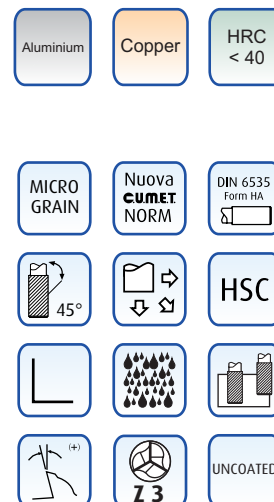 Aluminium
Copper
HRC
< 40
MICRO
GRAIN
Nuova
C.U.M.E.T.
NORM
DIN 6535
Form HA
45°
HSC
(+)
Z 3
UNCOATED